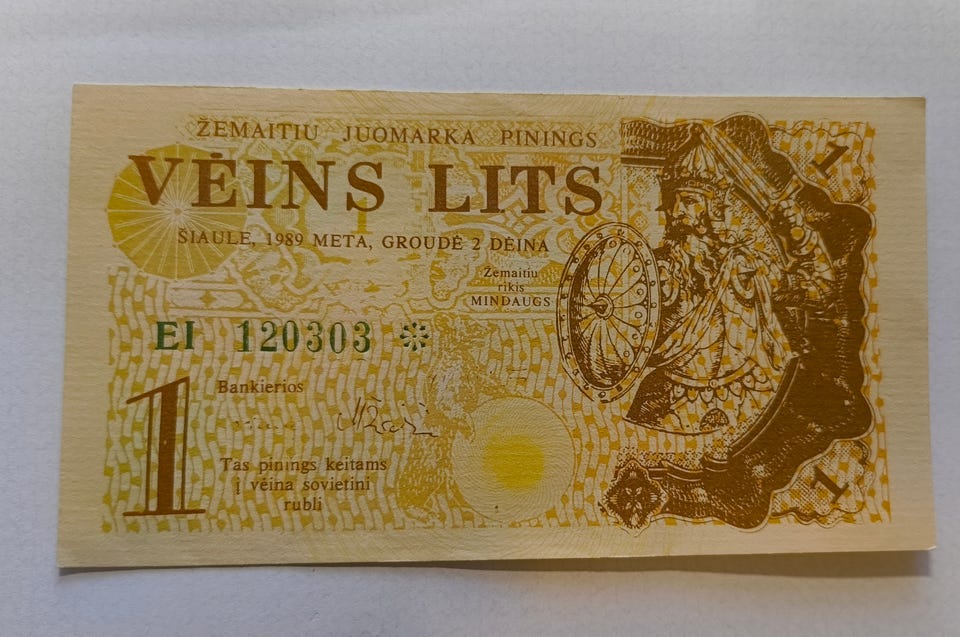 ŽEMAITIU JUOMARKA PININGS
VĖINS LITS
ŠIAULE, 1989 META, GROUDĖ 2 DĖINA
Žemaitiu
rikis
MINDAUGS
EI 120303
1
Bankierios
Tas pinings keitams
į vėina sovietini
rubli
1
1